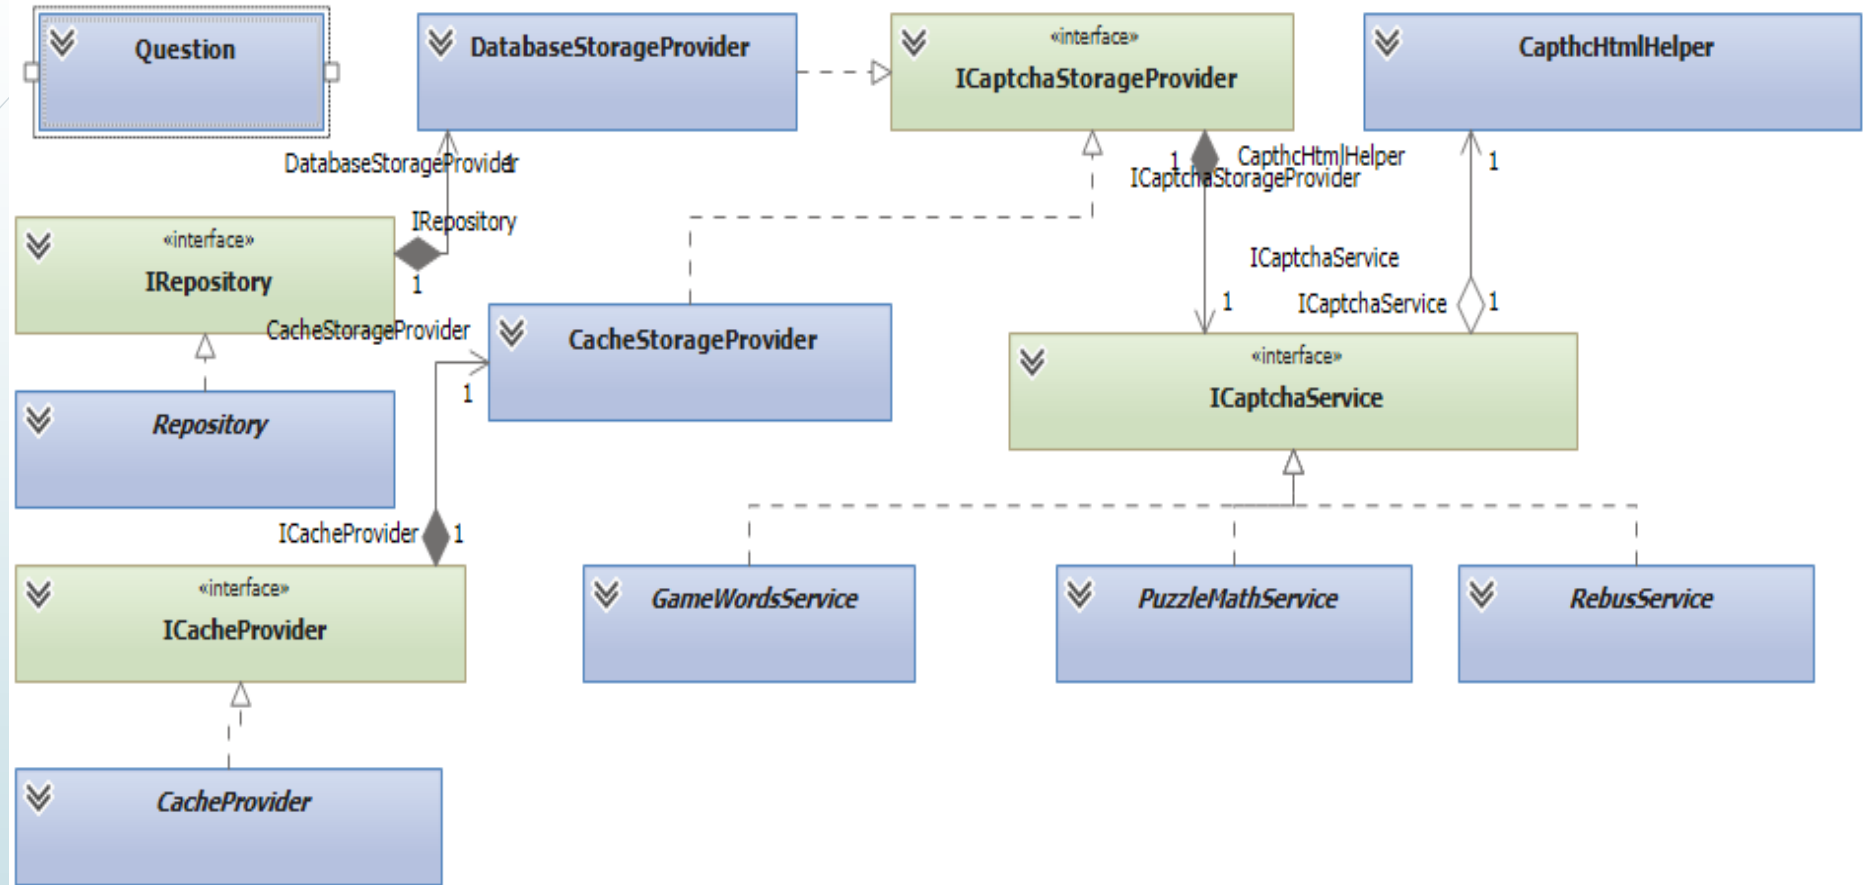 Question
DatabaseStorageProvider
«interface»
ICaptchaStorageProvider
CapthcHtmlHelper
DatabaseStorageProvider
1
1
CapthcHtmlHelper
ICaptchaStorageProvider
1
IRepository
1
«interface»
IRepository
ICaptchaService
ICaptchaService
1
1
CacheStorageProvider
1
CacheStorageProvider
«interface»
ICaptchaService
Repository
ICacheProvider
1
«interface»
ICacheProvider
GameWordsService
PuzzleMathService
RebusService
CacheProvider